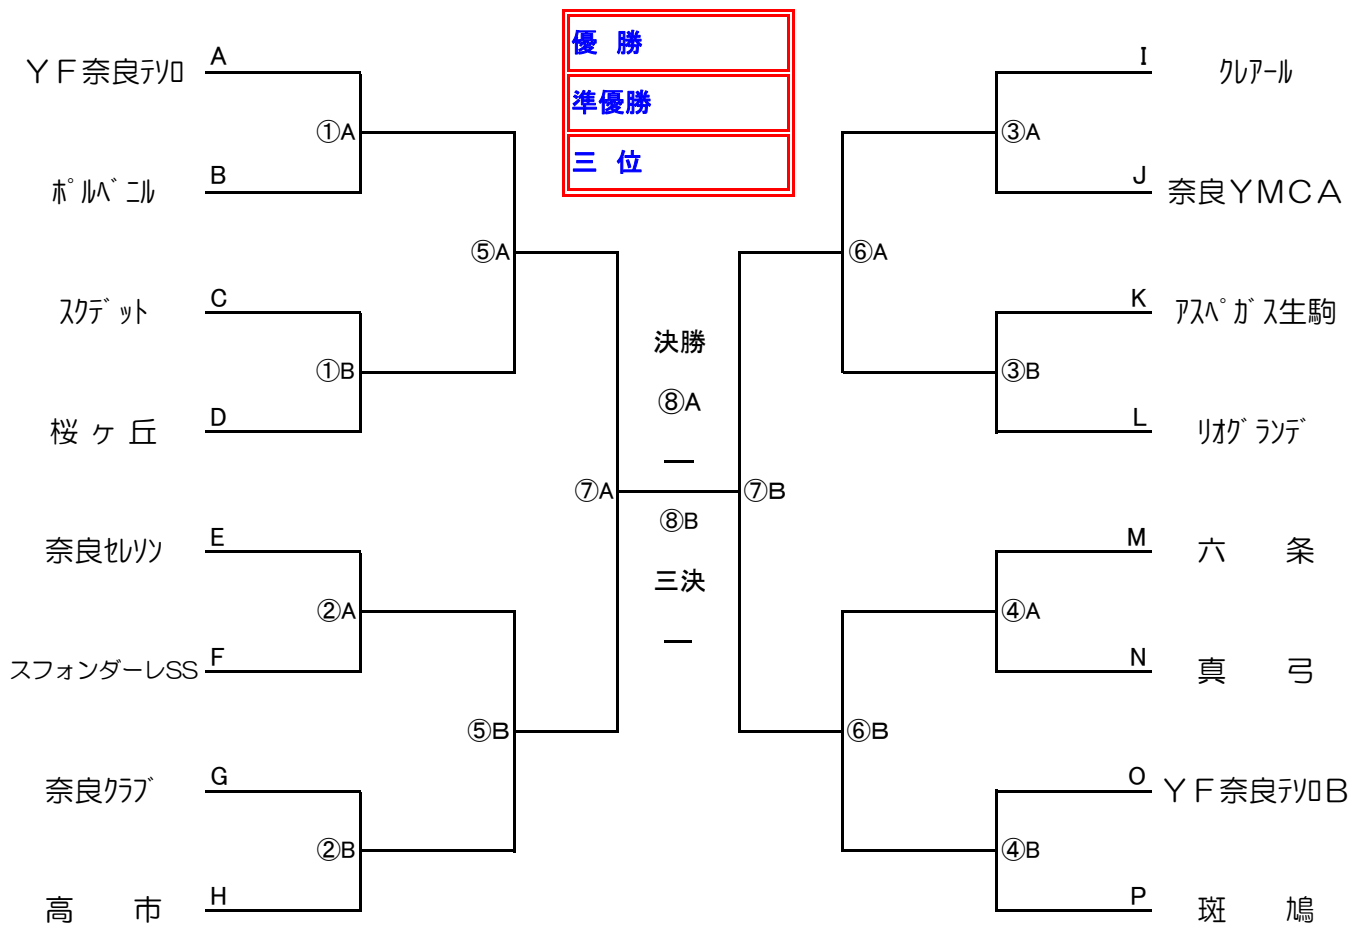 優 勝
準優勝
三 位
ＹＦ奈良ﾃｿﾛ A
①A
ﾎﾟﾙﾍﾞﾆﾙ B
⑤A
ｽｸﾃﾞｯﾄ C
①B
桜ヶ丘 D
⑦A
奈良ｾﾚｿﾝ E
②A
スフォンダーレSS F
⑤B
奈良ｸﾗﾌﾞ G
②B
高 市 H
決勝
⑧A
ー
⑧B
三決
ー
I ｸﾚｱｰﾙ
③A
J 奈良ＹＭＣＡ
⑥A
K ｱｽﾍﾟｶﾞｽ生駒
③B
L ﾘｵｸﾞﾗﾝﾃﾞ
⑦B
M 六 条
④A
N 真 弓
⑥B
O ＹＦ奈良ﾃｿﾛＢ
④B
P 斑 鳩